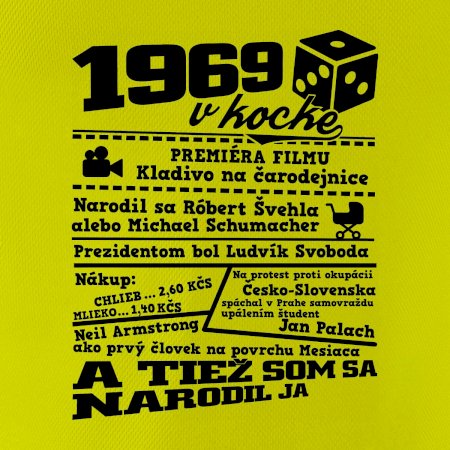 1969
v kocke
PREMIÉRA FILMU
Kladivo na čarodejnice
Narodil sa Róbert Švehla
alebo Michael Schumacher
Prezidentom bol Ludvík Svoboda
Nákup:
CHLIEB ... 2,60 KČS
MLIEKO... 1,40 KČS
Na protest proti okupácii
Česko-Slovenska
spáchal v Prahe samovraždu
upálením študent
Jan Palach
Neil Armstrong
ako prvý človek na povrchu Mesiaca
A TIEŽ SOM SA
NARODIL JA